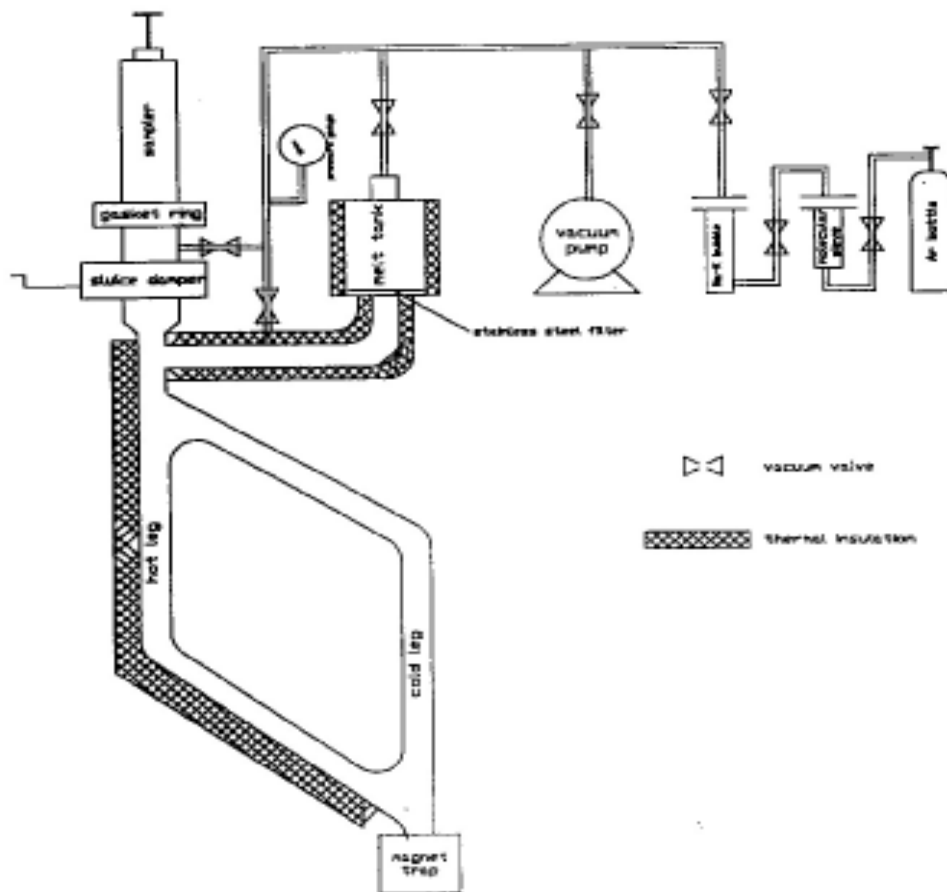 sampler
pressure gauge
gasket ring
sluice damper
melt tank
vacuum
pump
molecular
sieve
Ar bottle
stainless steel filter
vacuum valve
thermal insulation
hot leg
cold leg
magnet
trap